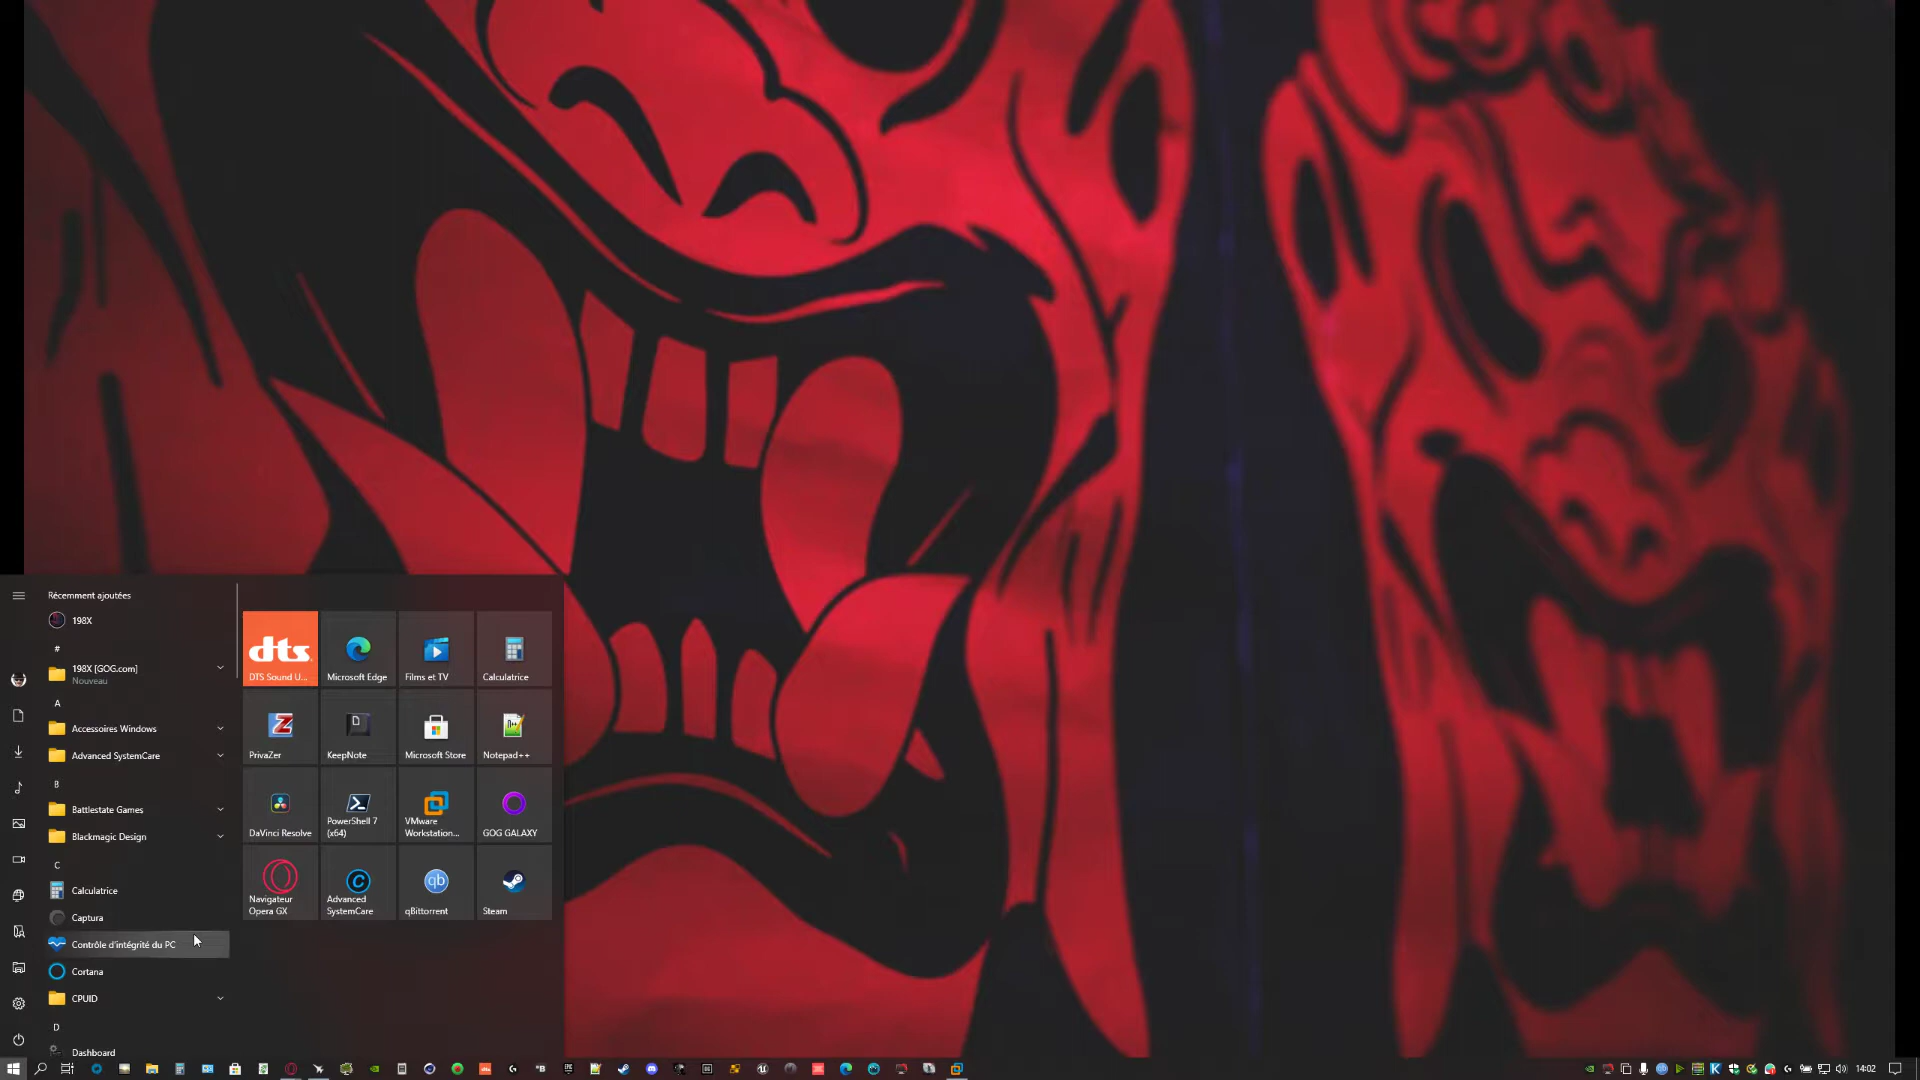 Récemment ajoutées
198X
#
198X [GOG.com]
Nouveau
A
Accessoires Windows
Advanced SystemCare
B
Battlestate Games
Blackmagic Design
C
Calculatrice
Captura
Contrôle d'intégrité du PC
Cortana
CPUID
D
Dashboard
dts
DTS Sound U...
Microsoft Edge
Films et TV
Calculatrice
PrivaZer
KeepNote
Microsoft Store
Notepad++
DaVinci Resolve
PowerShell 7
(x64)
VMware
Workstation...
GOG GALAXY
Navigateur
Opera GX
Advanced
SystemCare
qb
qBittorrent
Steam
14:02